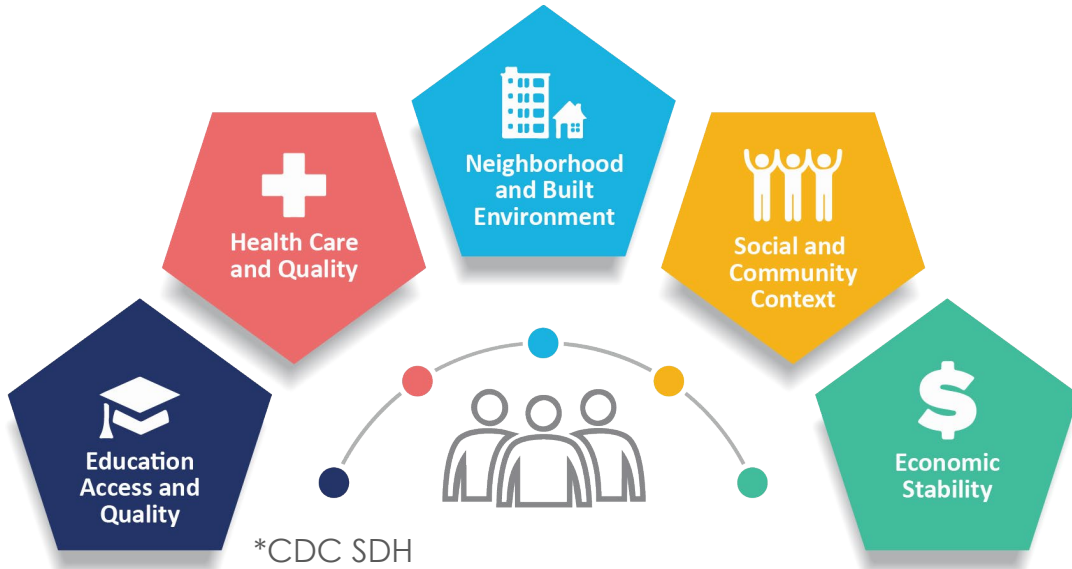 Education
Access and
Quality
Health Care
and Quality
Neighborhood
and Built
Environment
Social and
Community
Context
$
Economic
Stability
*CDC SDH